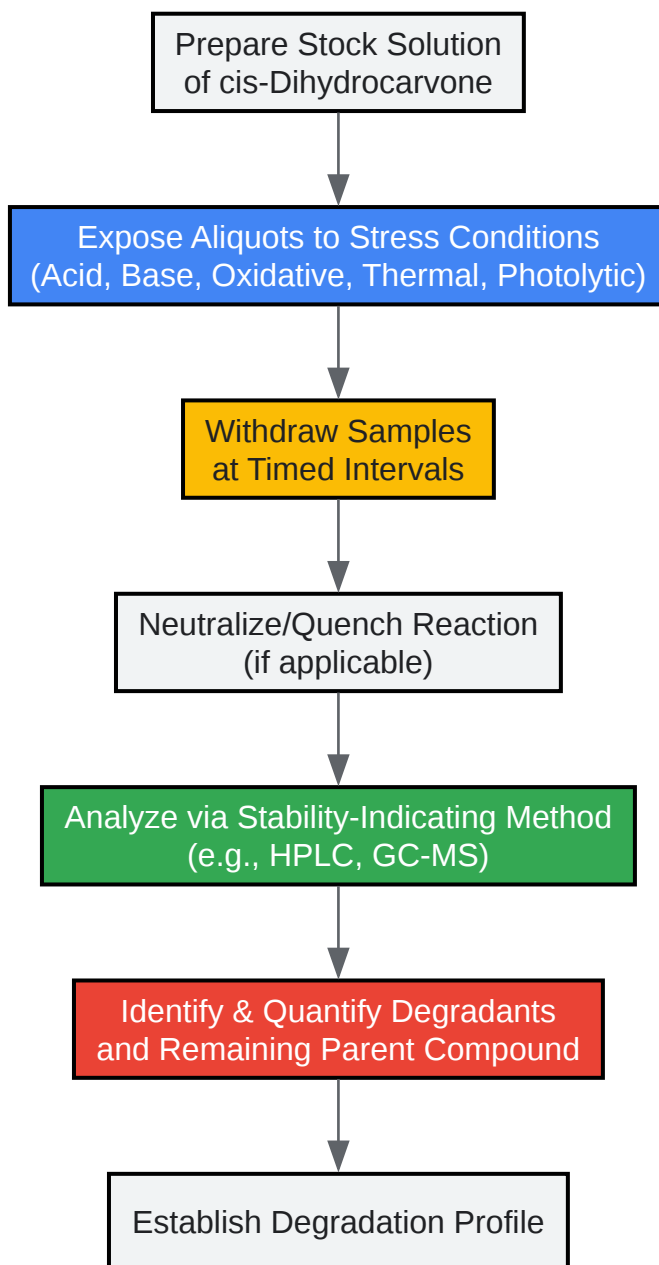 Prepare Stock Solution
of cis-Dihydrocarvone
Expose Aliquots to Stress Conditions
(Acid, Base, Oxidative, Thermal, Photolytic)
Withdraw Samples
at Timed Intervals
Neutralize/Quench Reaction
(if applicable)
Analyze via Stability-Indicating Method
(e.g., HPLC, GC-MS)
Identify & Quantify Degradants
and Remaining Parent Compound
Establish Degradation Profile